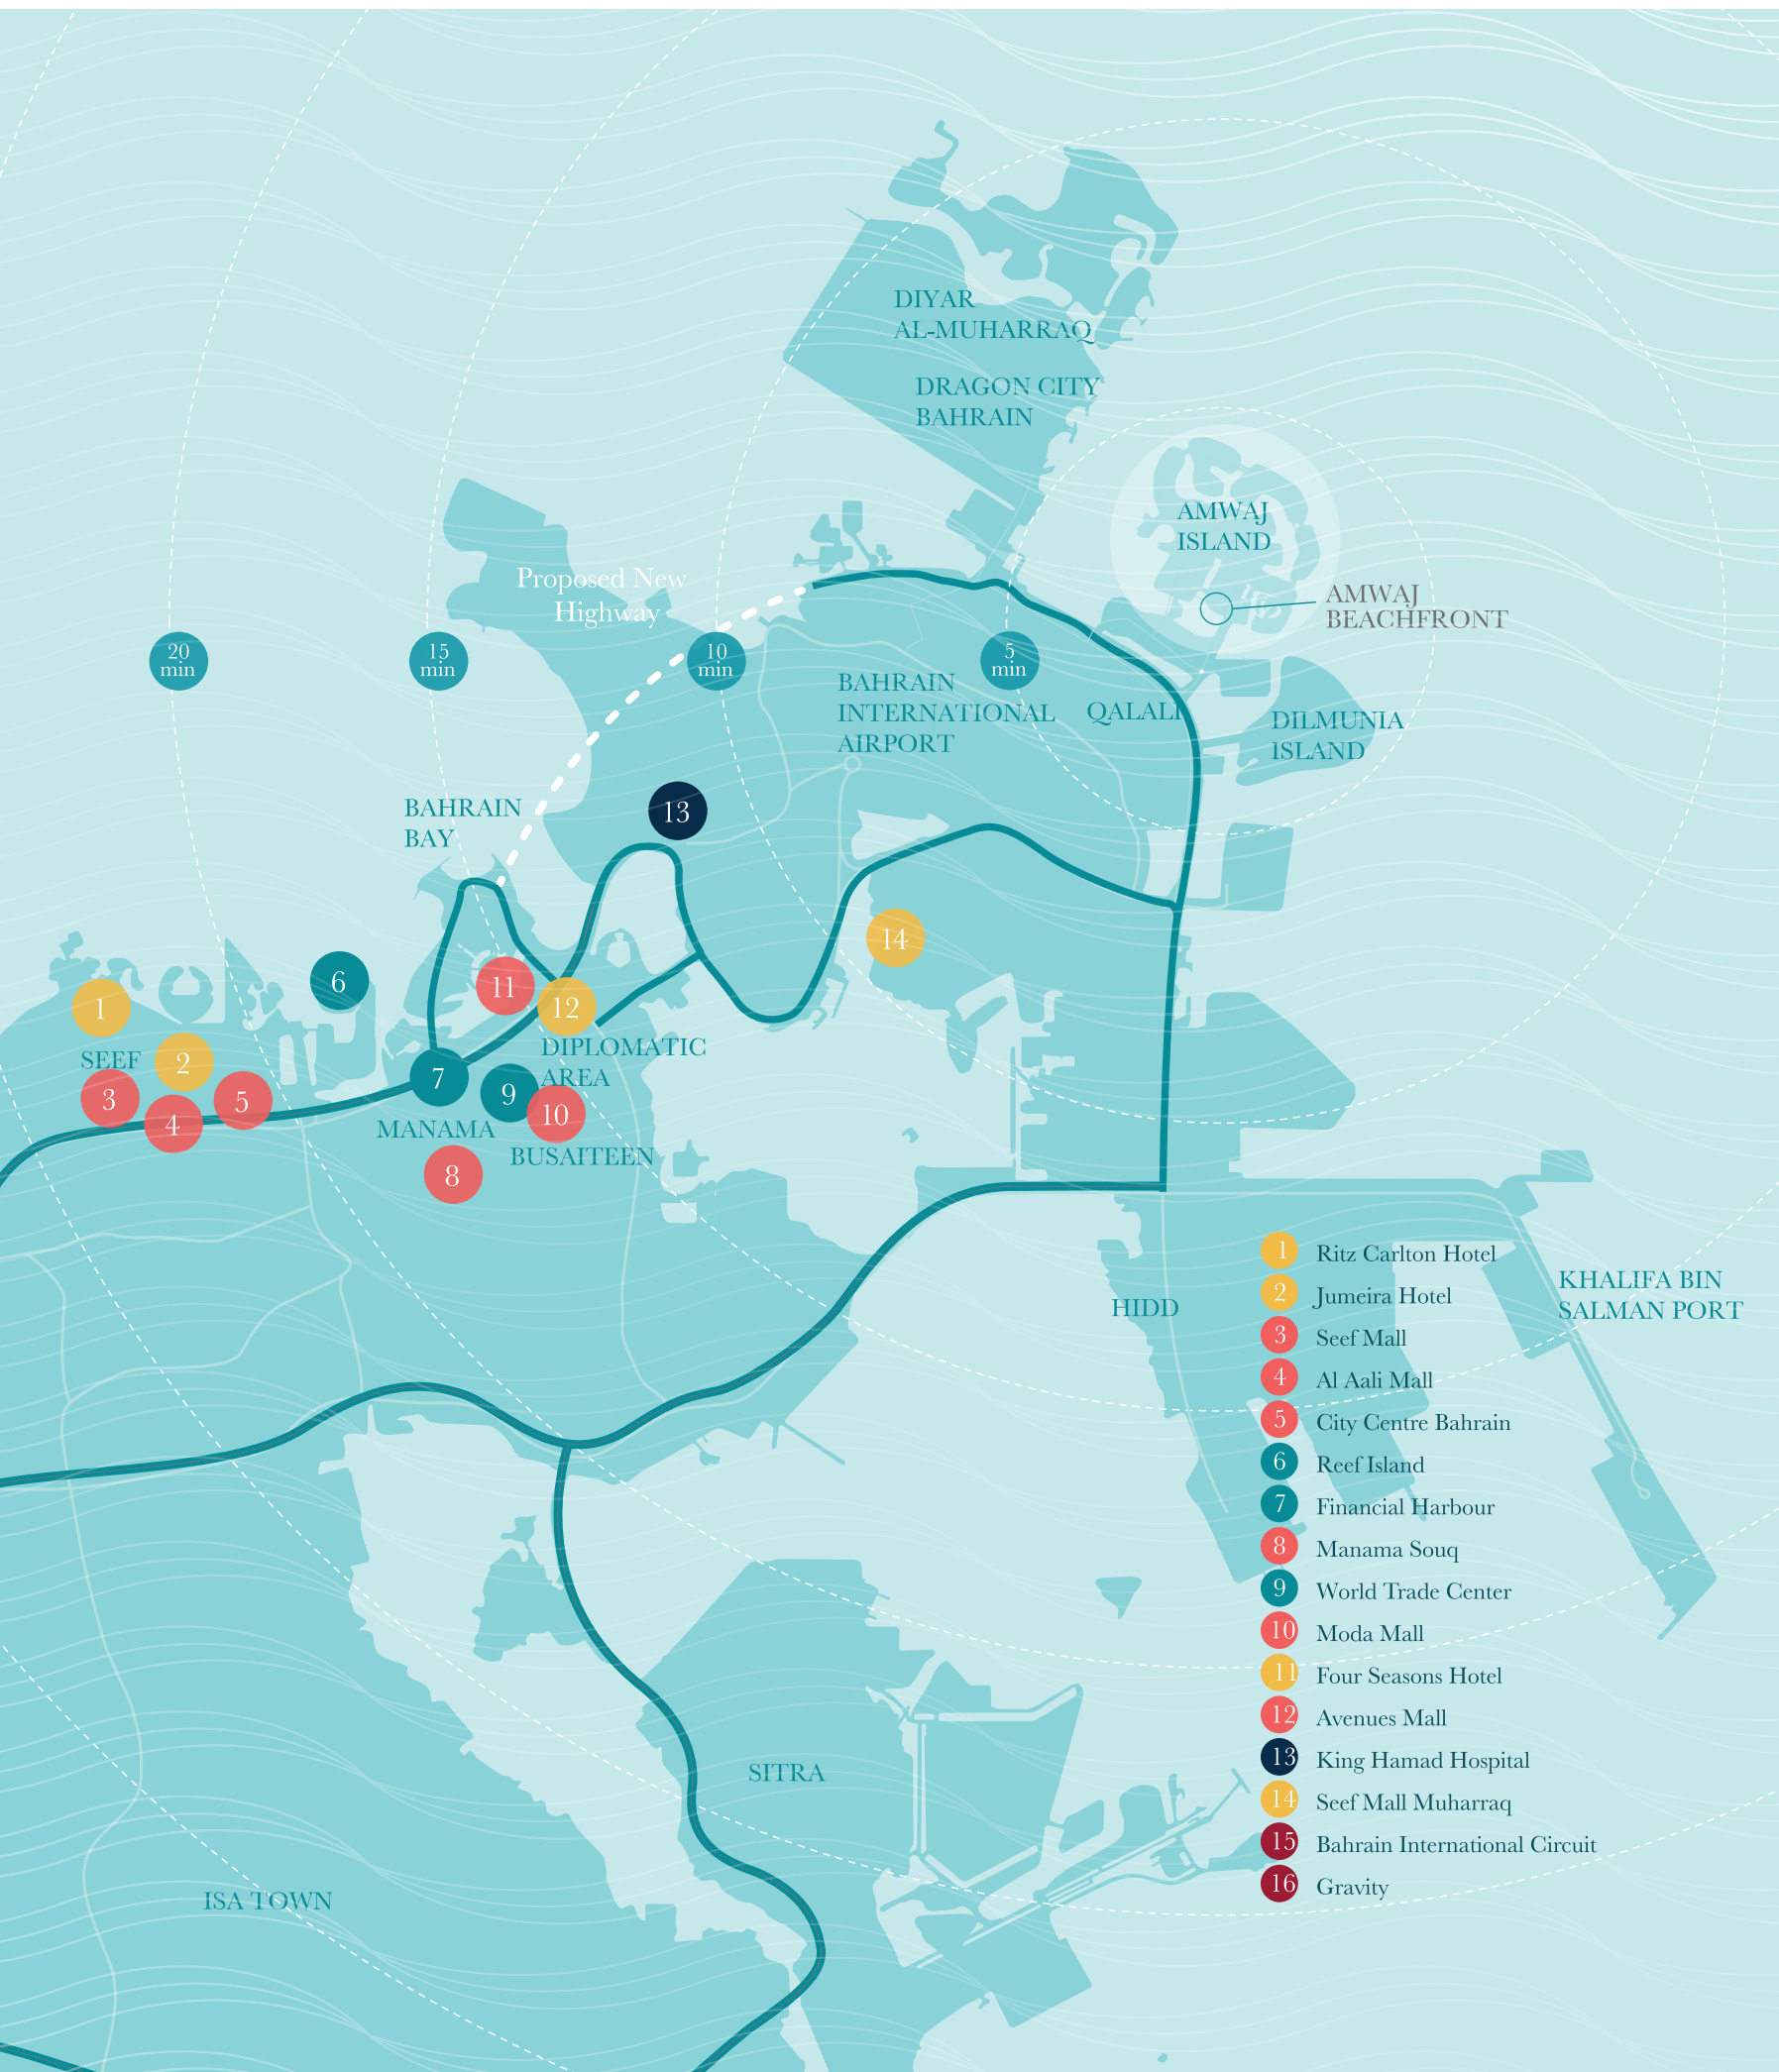 DIYAR
AL-MUHARRAQ
DRAGON CITY
BAHRAIN
AMWAJ
ISLAND
Proposed New
Highway
AMWAJ
BEACHFRONT
20
min
15
min
10
min
5
min
BAHRAIN
INTERNATIONAL
AIRPORT
QALALI
DILMUNIA
ISLAND
BAHRAIN
BAY
13
14
6
11
1
12
SEEF
2
DIPLOMATIC
AREA
7
9
3
5
4
10
MANAMA
BUSAITEEN
8
HIDD
KHALIFA BIN
SALMAN PORT
1 Ritz Carlton Hotel
2 Jumeira Hotel
3 Seef Mall
4 Al Aali Mall
5 City Centre Bahrain
6 Reef Island
7 Financial Harbour
8 Manama Souq
9 World Trade Center
10 Moda Mall
11 Four Seasons Hotel
12 Avenues Mall
13 King Hamad Hospital
14 Seef Mall Muharraq
15 Bahrain International Circuit
16 Gravity
SITRA
ISA TOWN